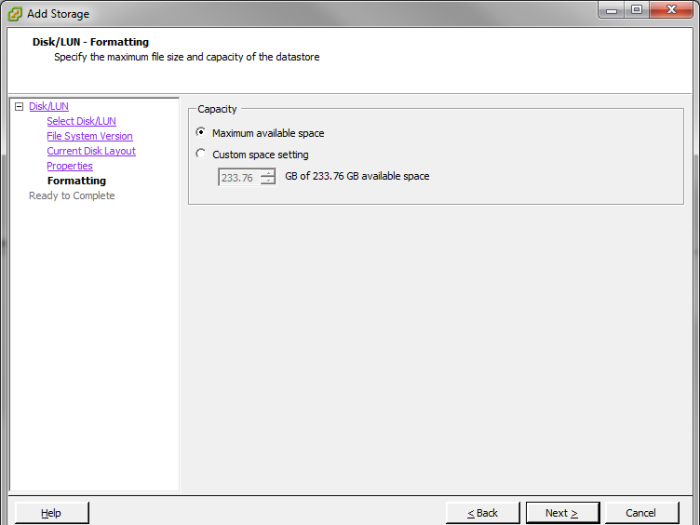 Add Storage
Disk/LUN - Formatting
Specify the maximum file size and capacity of the datastore
Disk/LUN
Select Disk/LUN
File System Version
Current Disk Layout
Properties
Formatting
Ready to Complete
Capacity
Maximum available space
Custom space setting
233.76 GB of 233.76 GB available space
Help
< Back
Next >
Cancel